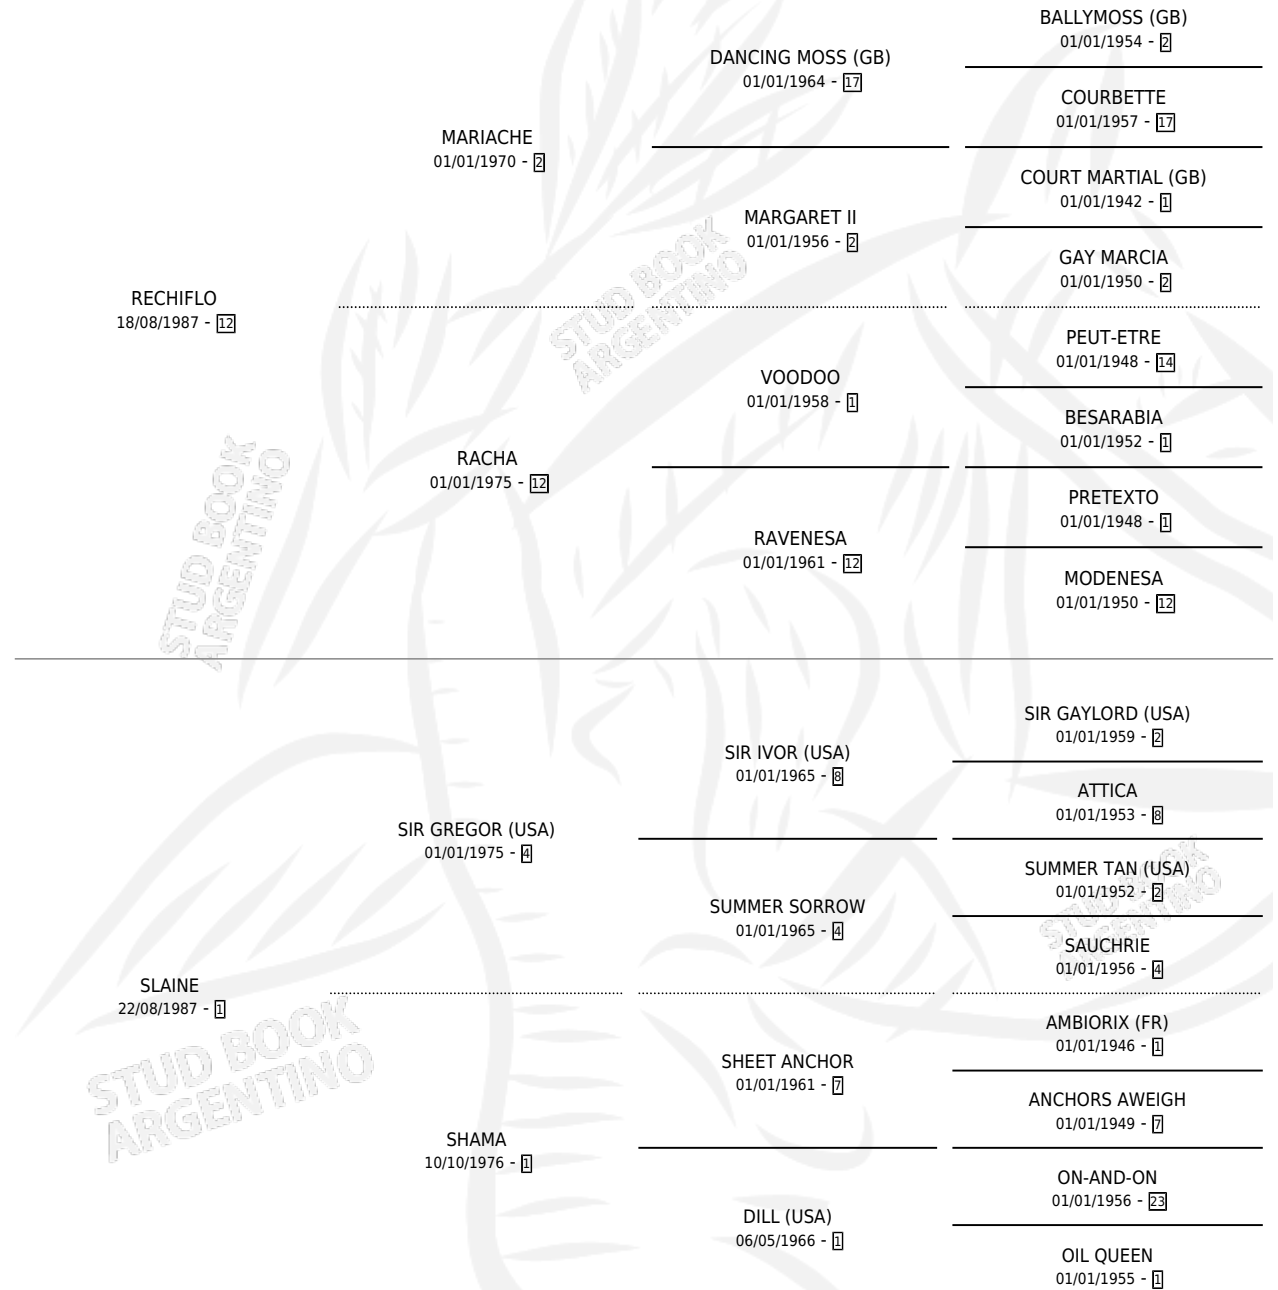 BALLYMOSS (GB)
01/01/1954 - 2
DANCING MOSS (GB)
01/01/1964 - 17
COURBETTE
01/01/1957 - 17
MARIACHE
01/01/1970 - 2
COURT MARTIAL (GB)
01/01/1942 - 1
MARGARET II
01/01/1956 - 2
GAY MARCIA
01/01/1950 - 2
RECHIFLO
18/08/1987 - 12
PEUT-ETRE
01/01/1948 - 14
VOODOO
01/01/1958 - 1
BESARABIA
01/01/1952 - 1
RACHA
01/01/1975 - 12
PRETEXTO
01/01/1948 - 1
RAVENESA
01/01/1961 - 12
MODENESA
01/01/1950 - 12
STUD BOOK
ARGENTINO
STUD BOOK
ARGENTINO
SIR GAYLORD (USA)
01/01/1959 - 2
SIR IVOR (USA)
01/01/1965 - 8
ATTICA
01/01/1953 - 8
SIR GREGOR (USA)
01/01/1975 - 4
SUMMER TAN (USA)
01/01/1952 - 2
SUMMER SORROW
01/01/1965 - 4
SAUCHRIE
01/01/1956 - 4
SLAINE
22/08/1987 - 1
AMBIORIX (FR)
01/01/1946 - 1
SHEET ANCHOR
01/01/1961 - 7
ANCHORS AWEIGH
01/01/1949 - 7
SHAMA
10/10/1976 - 1
ON-AND-ON
01/01/1956 - 23
DILL (USA)
06/05/1966 - 1
OIL QUEEN
01/01/1955 - 1
STUD BOOK
ARGENTINO
STUD BOOK
ARGENTINO